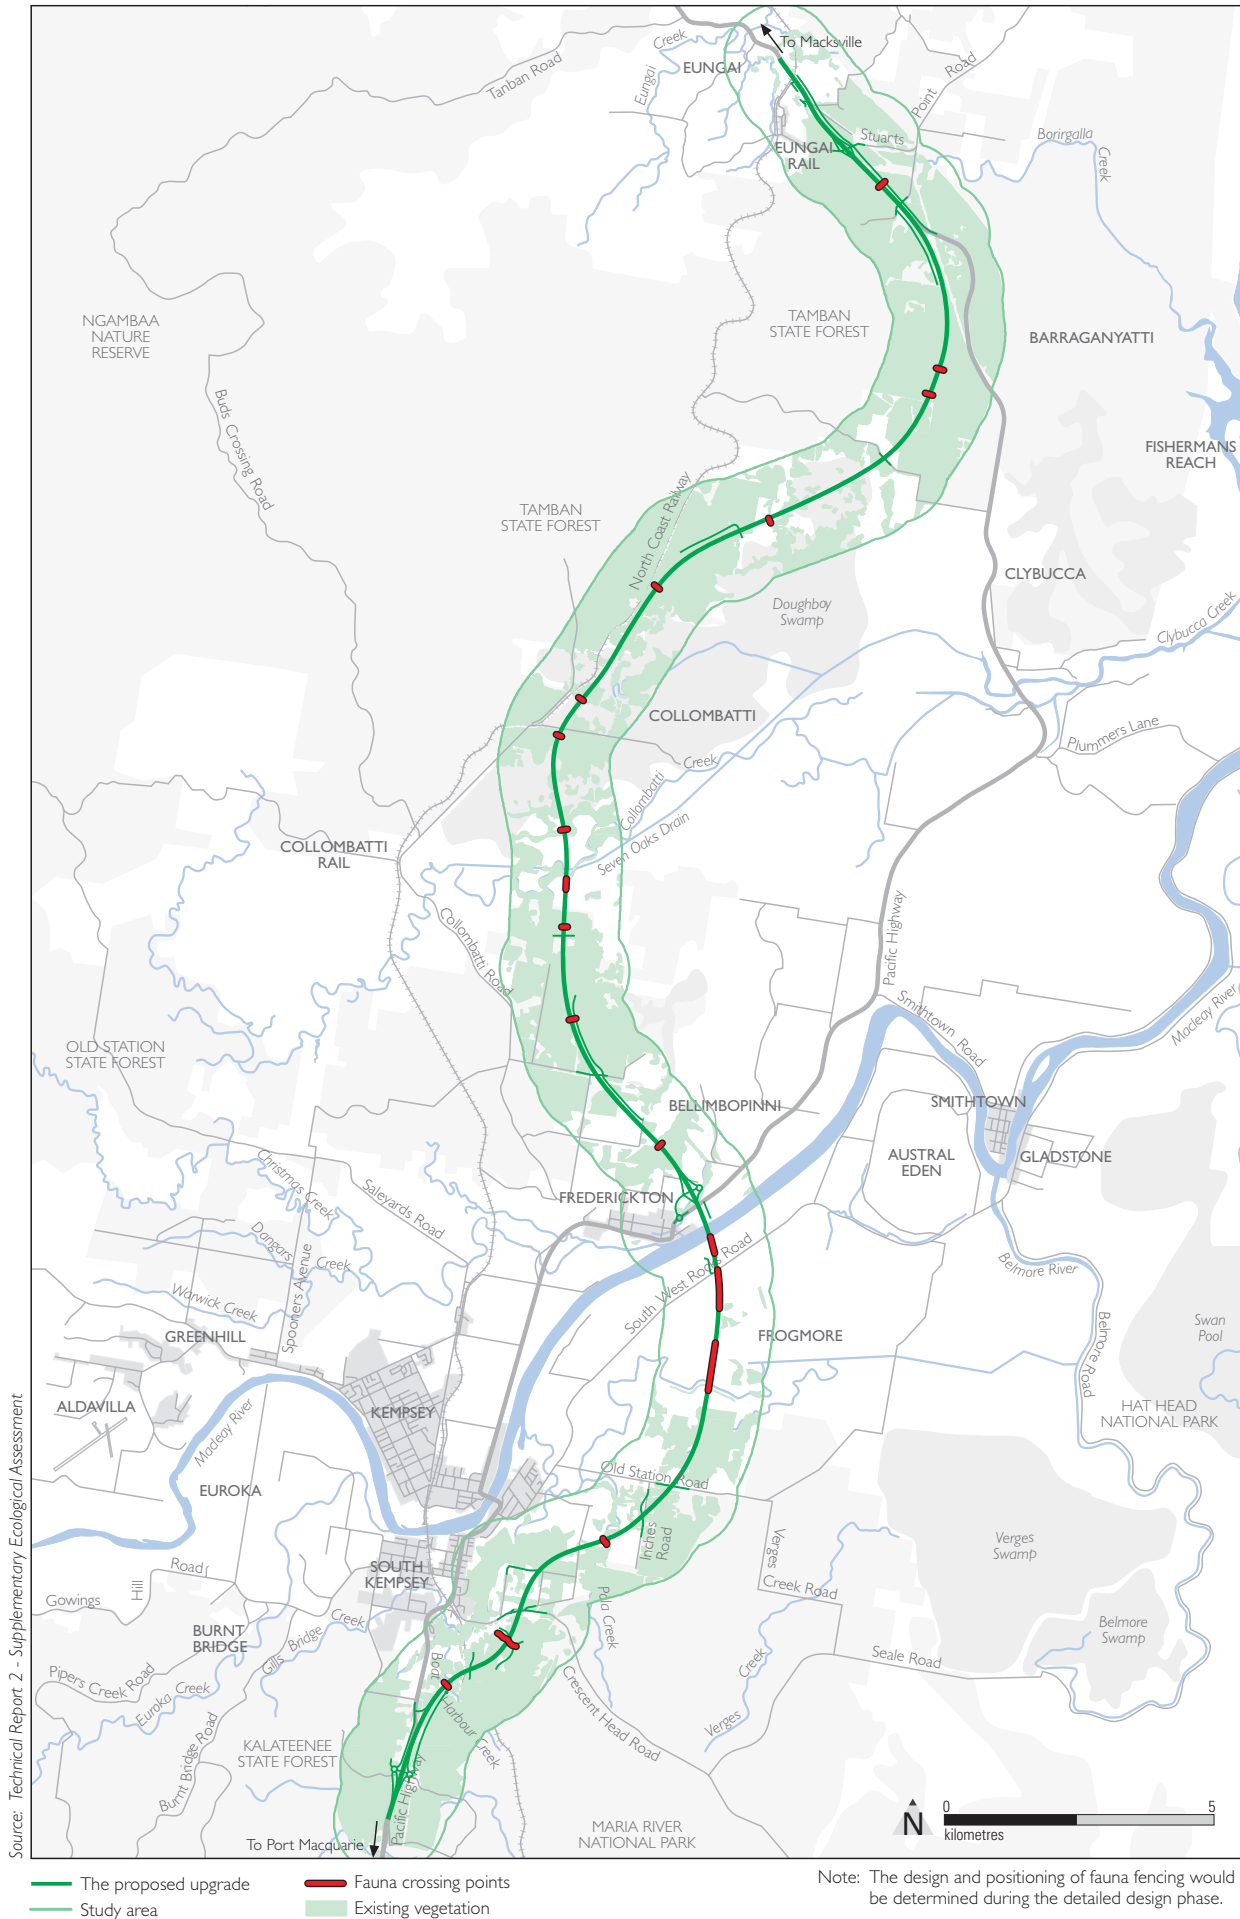 To Macksville
Creek
EUNGAI
Eungai
Tanban Road
Road
Point
Stuarts
Borirgalla
Creek
EUNGAI
RAIL
NGAMBAA
NATURE
RESERVE
TAMBAN
STATE FOREST
BARRAGANYATTI
Buds Crossing Road
FISHERMANS
REACH
TAMBAN
STATE FOREST
North Coast Railway
CLYBUCCA
Doughboy
Swamp
Clybucca Creek
COLLOMBATTI
Plummers Lane
Creek
Collombatti
Seven Oaks Drain
COLLOMBATTI
RAIL
Collombatti Road
Pacific Highway
Smithtown Road
Macleay River
OLD STATION
STATE FOREST
BELLIMBOPINNI
SMITHTOWN
AUSTRAL
EDEN
GLADSTONE
Christmas Creek
Saleyards Road
FREDERICKTON
Dangars Creek
Spooners Avenue
South West Rocks Road
Belmore River
Warwick Creek
GREENHILL
FROGMORE
Belmore Road
Swan
Pool
ALDAVILLA
KEMPSEY
HAT HEAD
NATIONAL PARK
Macleay River
EUROKA
Old Station Road
Inches
Road
Verges
Creek Road
Verges
Swamp
SOUTH
KEMPSEY
Road
Hill
Gowings
Pola Creek
BURNT
BRIDGE
Gills Bridge Creek
Belmore
Swamp
Seale Road
Boat Harbour Creek
Pipers Creek Road
Euroka Creek
Crescent Head Road
Verges Creek
Burnt Bridge Road
KALATEENEE
STATE FOREST
Pacific Highway
MARIA RIVER
NATIONAL PARK
To Port Macquarie
N
0 5
kilometres
Source: Technical Report 2 - Supplementary Ecological Assessment
The proposed upgrade
Study area
Fauna crossing points
Existing vegetation
Note: The design and positioning of fauna fencing would
be determined during the detailed design phase.